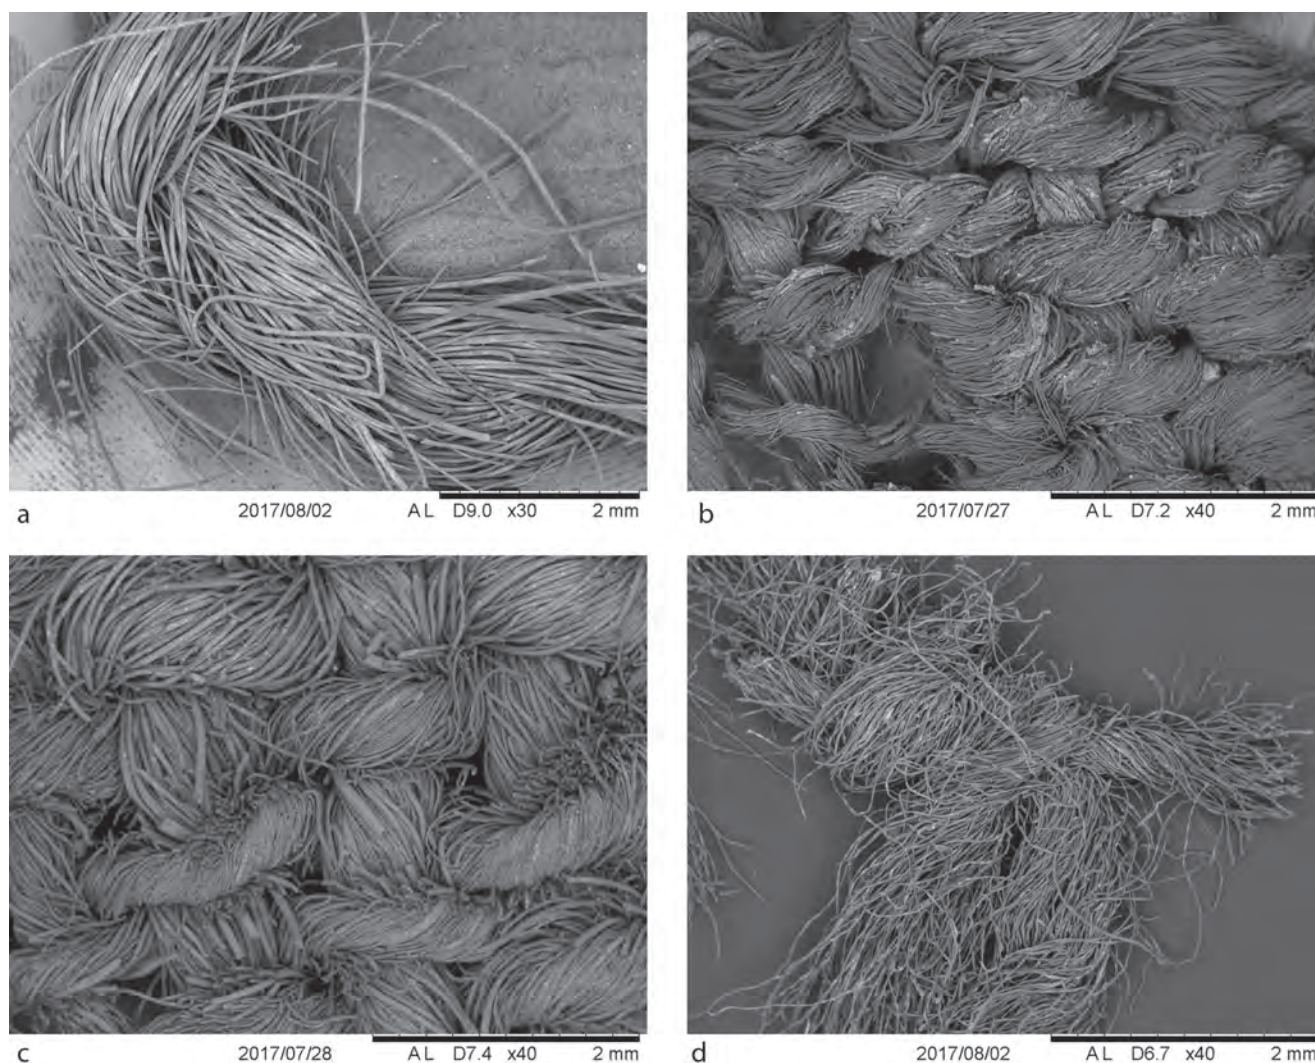 a 2017/08/02 AL D9.0 x30 2 mm
b 2017/07/27 AL D7.2 x40 2 mm
c 2017/07/28 AL D7.4 x40 2 mm
d 2017/08/02 AL D6.7 x40 2 mm